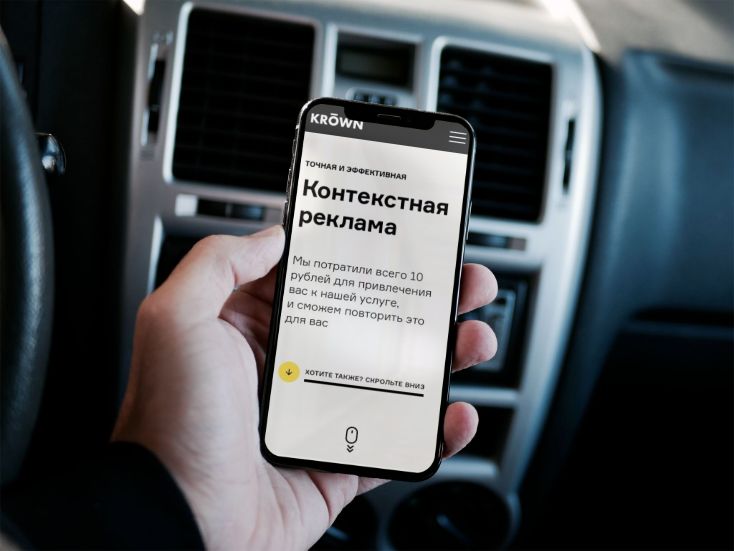 KRŌWN
ТОЧНАЯ И ЭФФЕКТИВНАЯ
Контекстная
реклама
Мы потратили всего 10
рублей для привлечения
вас к нашей услуге,
и сможем повторить это
для вас
ХОТИТЕ ТАКЖЕ? СКРОЛЬТЕ ВНИЗ